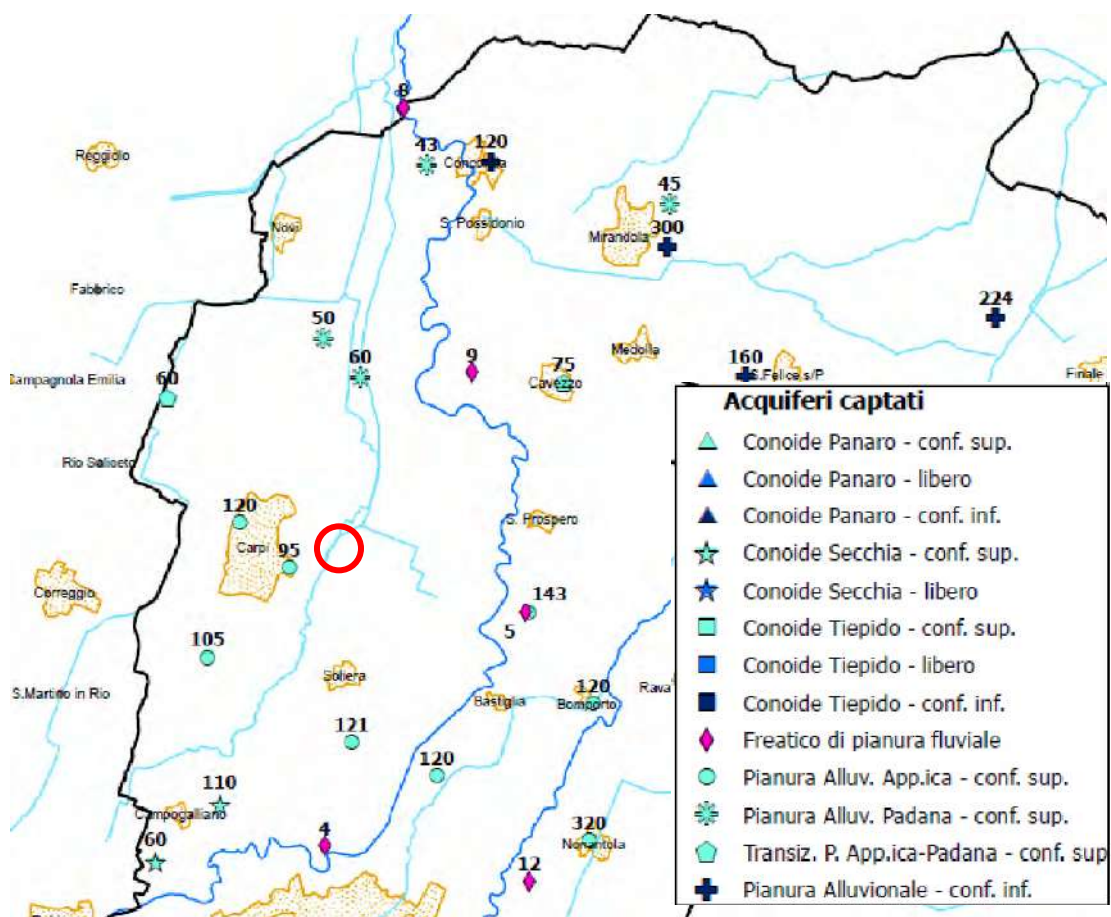 8
Reggiolo
43
120
Concordia
45
Novi
S. Possidonio
Mirandola
300
Fabbrico
224
50
Medolla
60
9
75
160
Campagnola Emilia
60
Cavezzo
S.Felice s/P
Finale
Rio Saliceto
120
S. Prospero
Carpi
95
Correggio
143
5
105
S.Martino in Rio
Soliera
120
Rava
Bastiglia
Bomporto
121
120
110
Campogalliano
60
4
320
Nonantola
12
Acquiferi captati
Conoide Panaro - conf. sup.
Conoide Panaro - libero
Conoide Panaro - conf. inf.
Conoide Secchia - conf. sup.
Conoide Secchia - libero
Conoide Tiepido - conf. sup.
Conoide Tiepido - libero
Conoide Tiepido - conf. inf.
Freatico di pianura fluviale
Pianura Alluv. App.ica - conf. sup.
Pianura Alluv. Padana - conf. sup.
Transiz. P. App.ica-Padana - conf. sup
Pianura Alluvionale - conf. inf.